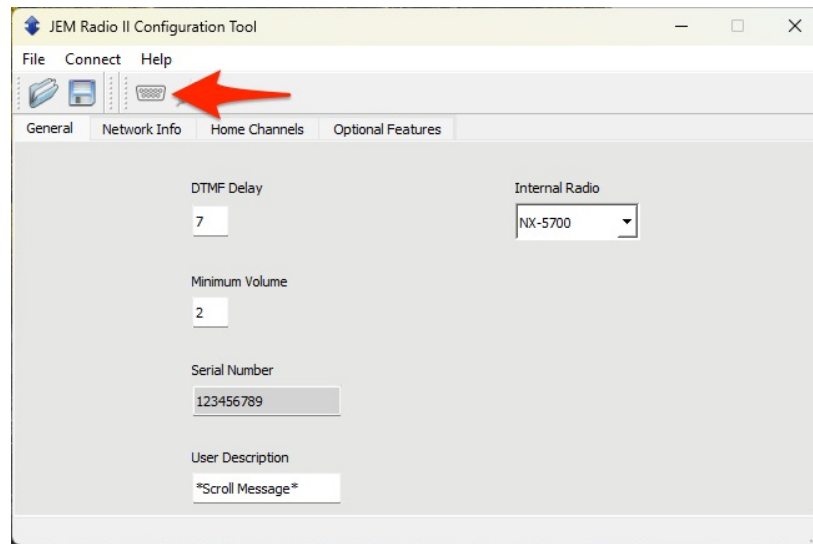 JEM Radio II Configuration Tool
File Connect Help
General Network Info Home Channels Optional Features
DTMF Delay Internal Radio
7 NX-5700
Minimum Volume
2
Serial Number
123456789
User Description
*Scroll Message*